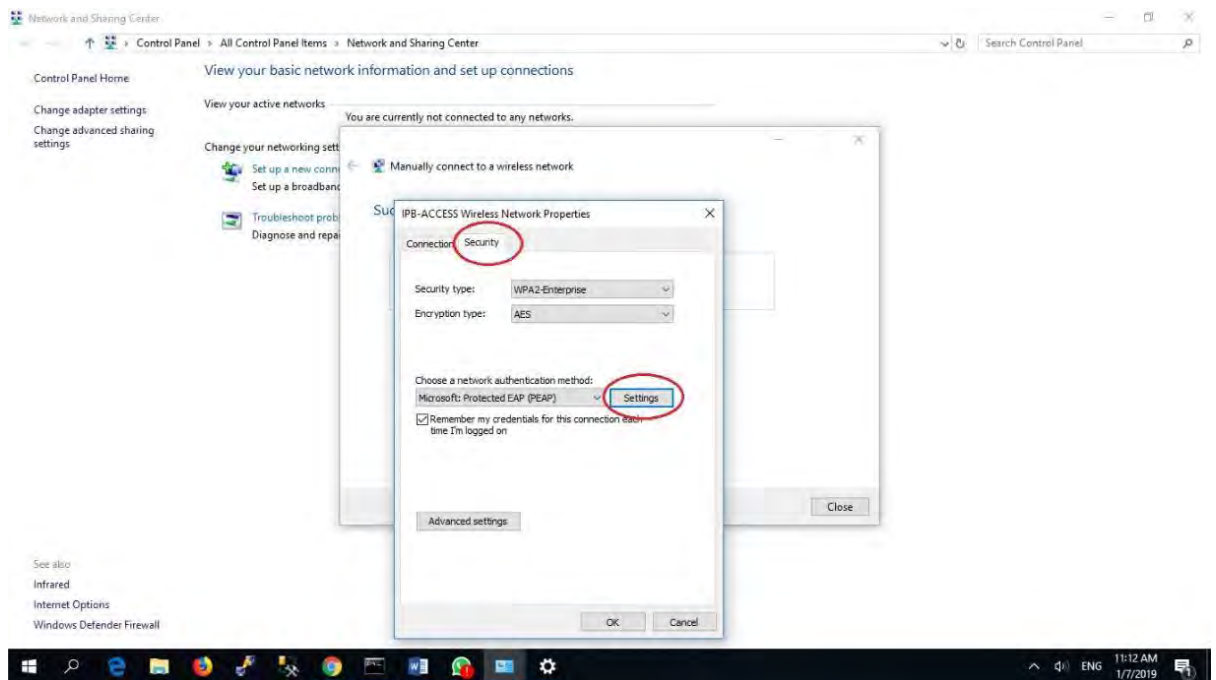 Network and Sharing Center
Control Panel > All Control Panel Items > Network and Sharing Center
Search Control Panel
Control Panel Home
Change adapter settings
Change advanced sharing
settings
View your basic network information and set up connections
View your active networks
You are currently not connected to any networks.
Change your networking sett
Set up a new conn
Set up a broadband
Troubleshoot prob
Diagnose and repai
Manually connect to a wireless network
Suc
IPB-ACCESS Wireless Network Properties
Connection Security
Security type: WPA2-Enterprise
Encryption type: AES
Choose a network authentication method:
Microsoft: Protected EAP (PEAP) Settings
Remember my credentials for this connection each
time I'm logged on
Advanced settings
OK Cancel
Close
See also
Infrared
Internet Options
Windows Defender Firewall
ENG
11:12 AM
1/7/2019